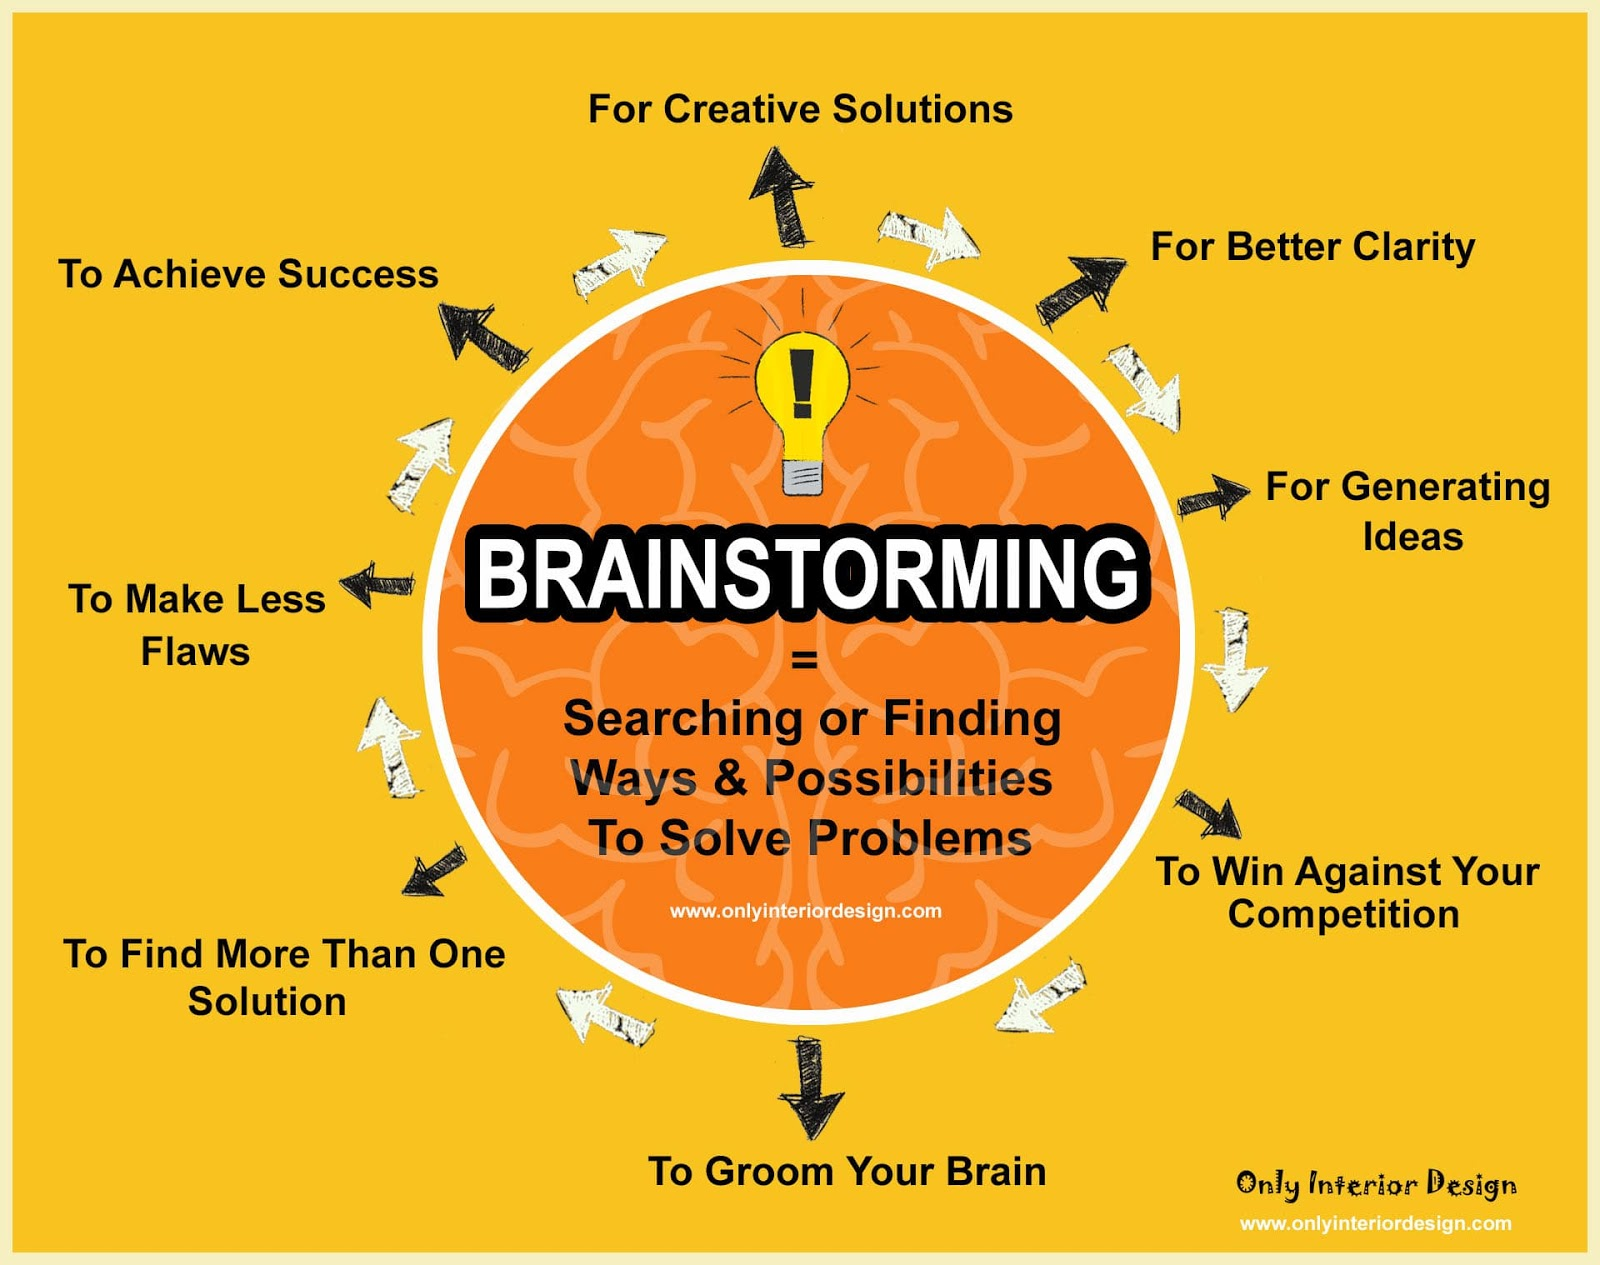 For Creative Solutions
For Better Clarity
For Generating
Ideas
To Win Against Your
Competition
To Groom Your Brain
To Find More Than One
Solution
To Make Less
Flaws
To Achieve Success
!
BRAINSTORMING
=
Searching or Finding
Ways & Possibilities
To Solve Problems
www.onlyinteriordesign.com
Only Interior Design
www.onlyinteriordesign.com